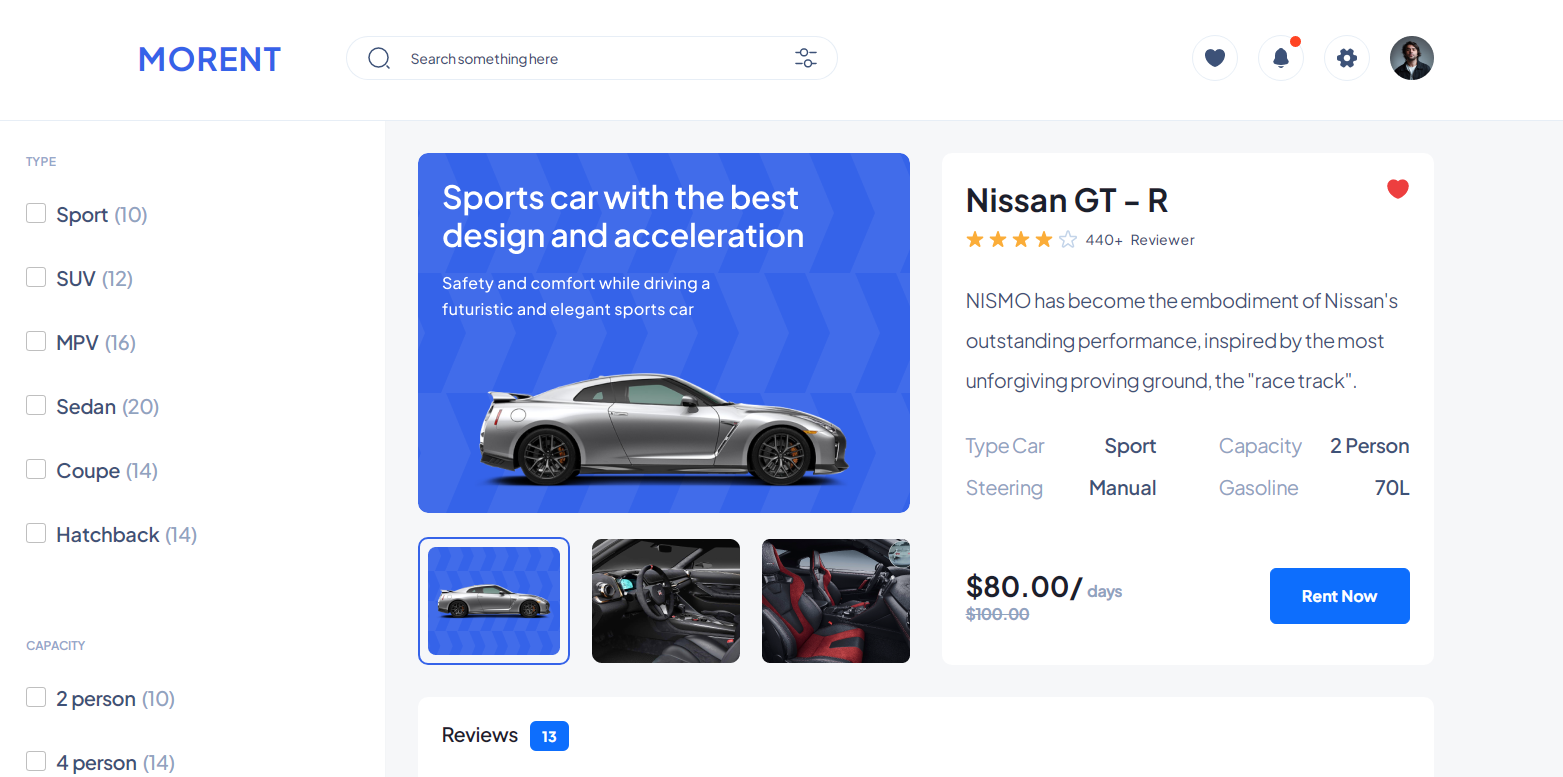 MORENT
Search something here
TYPE
Sport (10)
SUV (12)
MPV (16)
Sedan (20)
Coupe (14)
Hatchback (14)
CAPACITY
2 person (10)
4 person (14)
Sports car with the best
design and acceleration
Safety and comfort while driving a
futuristic and elegant sports car
Nissan GT – R
440+ Reviewer
NISMO has become the embodiment of Nissan's
outstanding performance, inspired by the most
unforgiving proving ground, the "race track".
Type Car Sport Capacity 2 Person
Steering Manual Gasoline 70L
$80.00/ days
$100.00
Rent Now
Reviews 13